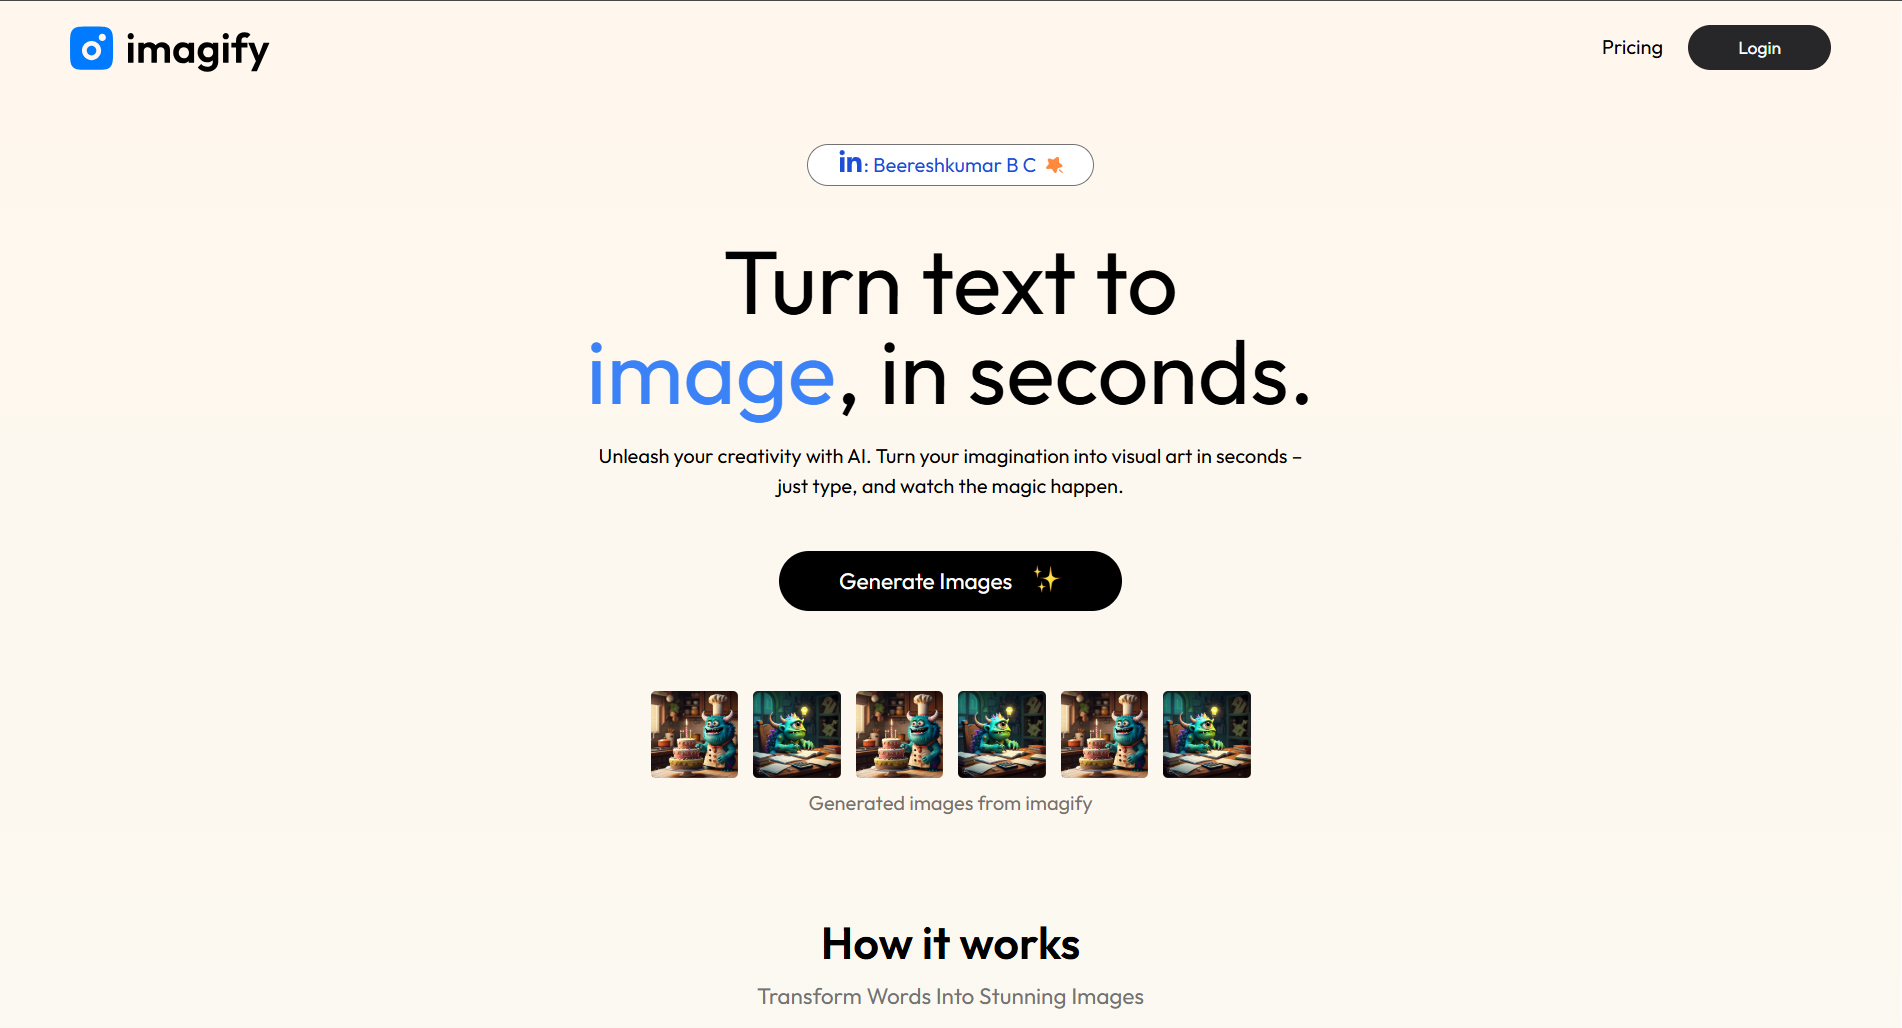 imagify
Pricing
Login
in: Beereshkumar B C
Turn text to
image, in seconds.
Unleash your creativity with AI. Turn your imagination into visual art in seconds –
just type, and watch the magic happen.
Generate Images
Generated images from imagify
How it works
Transform Words Into Stunning Images